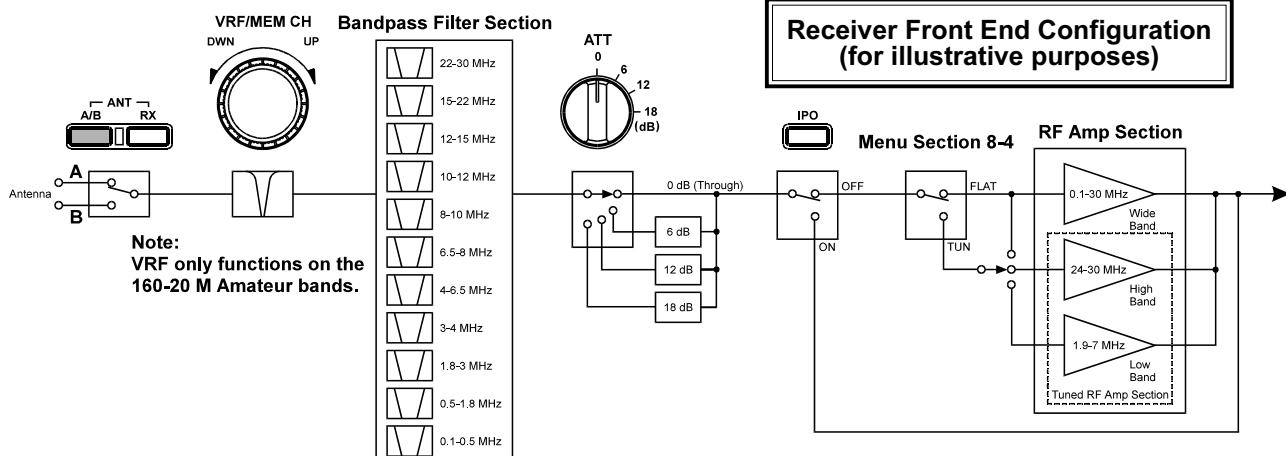 VRF/MEM CH
DWN UP
ANT
A/B RX
Antenna
A
B
Note:
VRF only functions on the
160-20 M Amateur bands.
Bandpass Filter Section
22-30 MHz
15-22 MHz
12-15 MHz
10-12 MHz
8-10 MHz
6.5-8 MHz
4-6.5 MHz
3-4 MHz
1.8-3 MHz
0.5-1.8 MHz
0.1-0.5 MHz
ATT
0
6
12
18
(dB)
0 dB (Through)
6 dB
12 dB
18 dB
Receiver Front End Configuration
(for illustrative purposes)
IPO
OFF
ON
Menu Section 8-4
FLAT
TUN
RF Amp Section
0.1-30 MHz
Wide
Band
24-30 MHz
High
Band
1.9-7 MHz
Low
Band
Tuned RF Amp Section